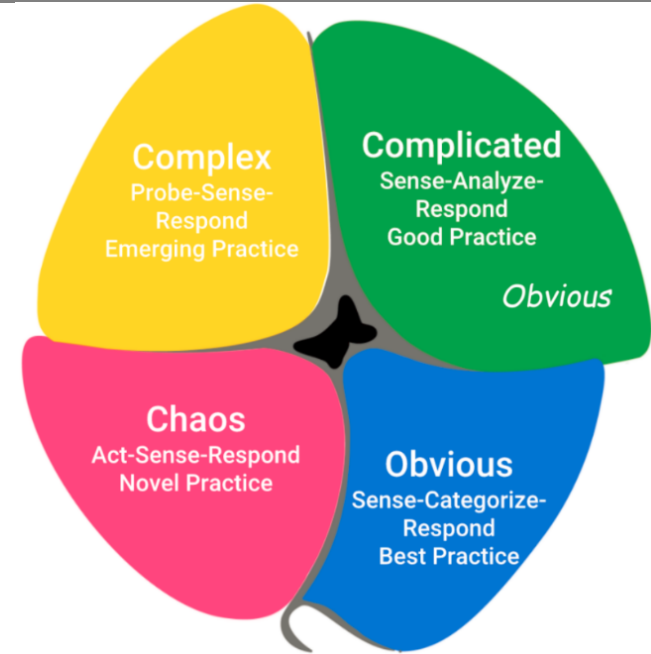 Complex
Probe-Sense-
Respond
Emerging Practice
Complicated
Sense-Analyze-
Respond
Good Practice
Obvious
Chaos
Act-Sense-Respond
Novel Practice
Obvious
Sense-Categorize-
Respond
Best Practice